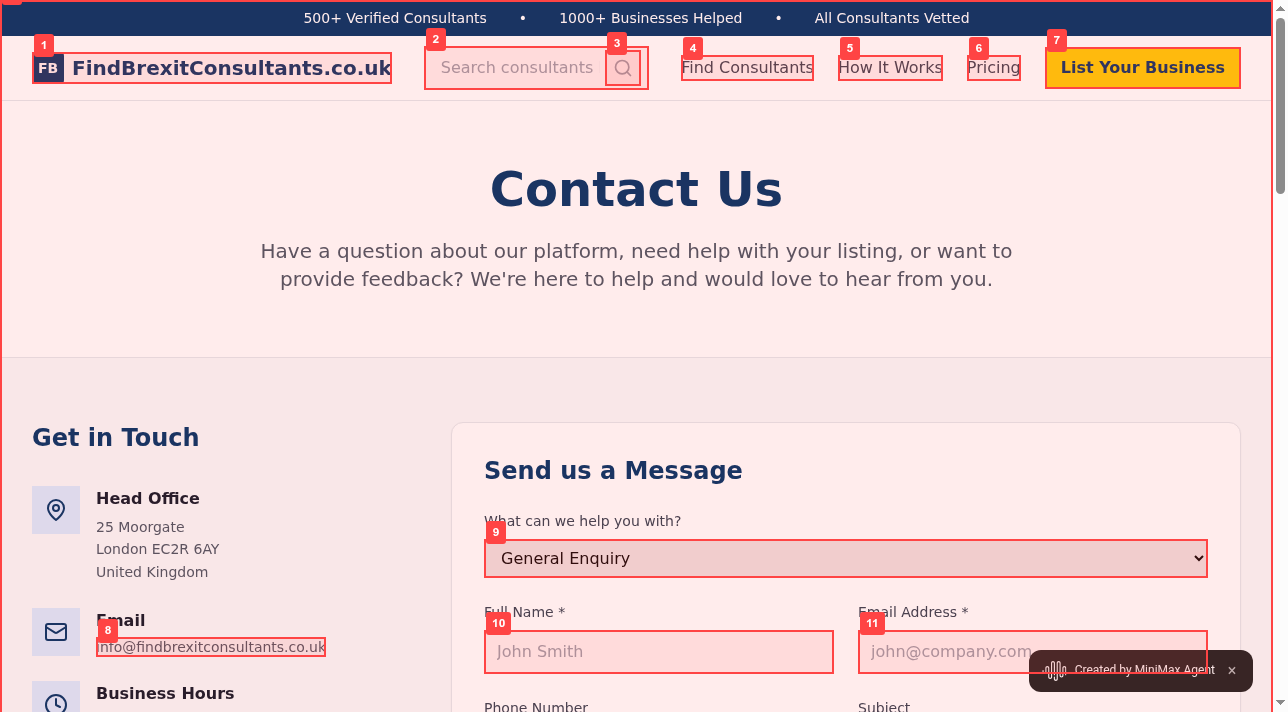 500+ Verified Consultants • 1000+ Businesses Helped • All Consultants Vetted
1 2 3 4 5 6 7
FB FindBrexitConsultants.co.uk Search consultants Find Consultants How It Works Pricing List Your Business
Contact Us
Have a question about our platform, need help with your listing, or want to
provide feedback? We're here to help and would love to hear from you.
Get in Touch
Head Office
25 Moorgate
London EC2R 6AY
United Kingdom
Email
8
info@findbrexitconsultants.co.uk
Business Hours
Send us a Message
What can we help you with?
9
General Enquiry
Full Name * Email Address *
10 11
John Smith john@company.com
Phone Number Subject
Created by MiniMax Agent ×